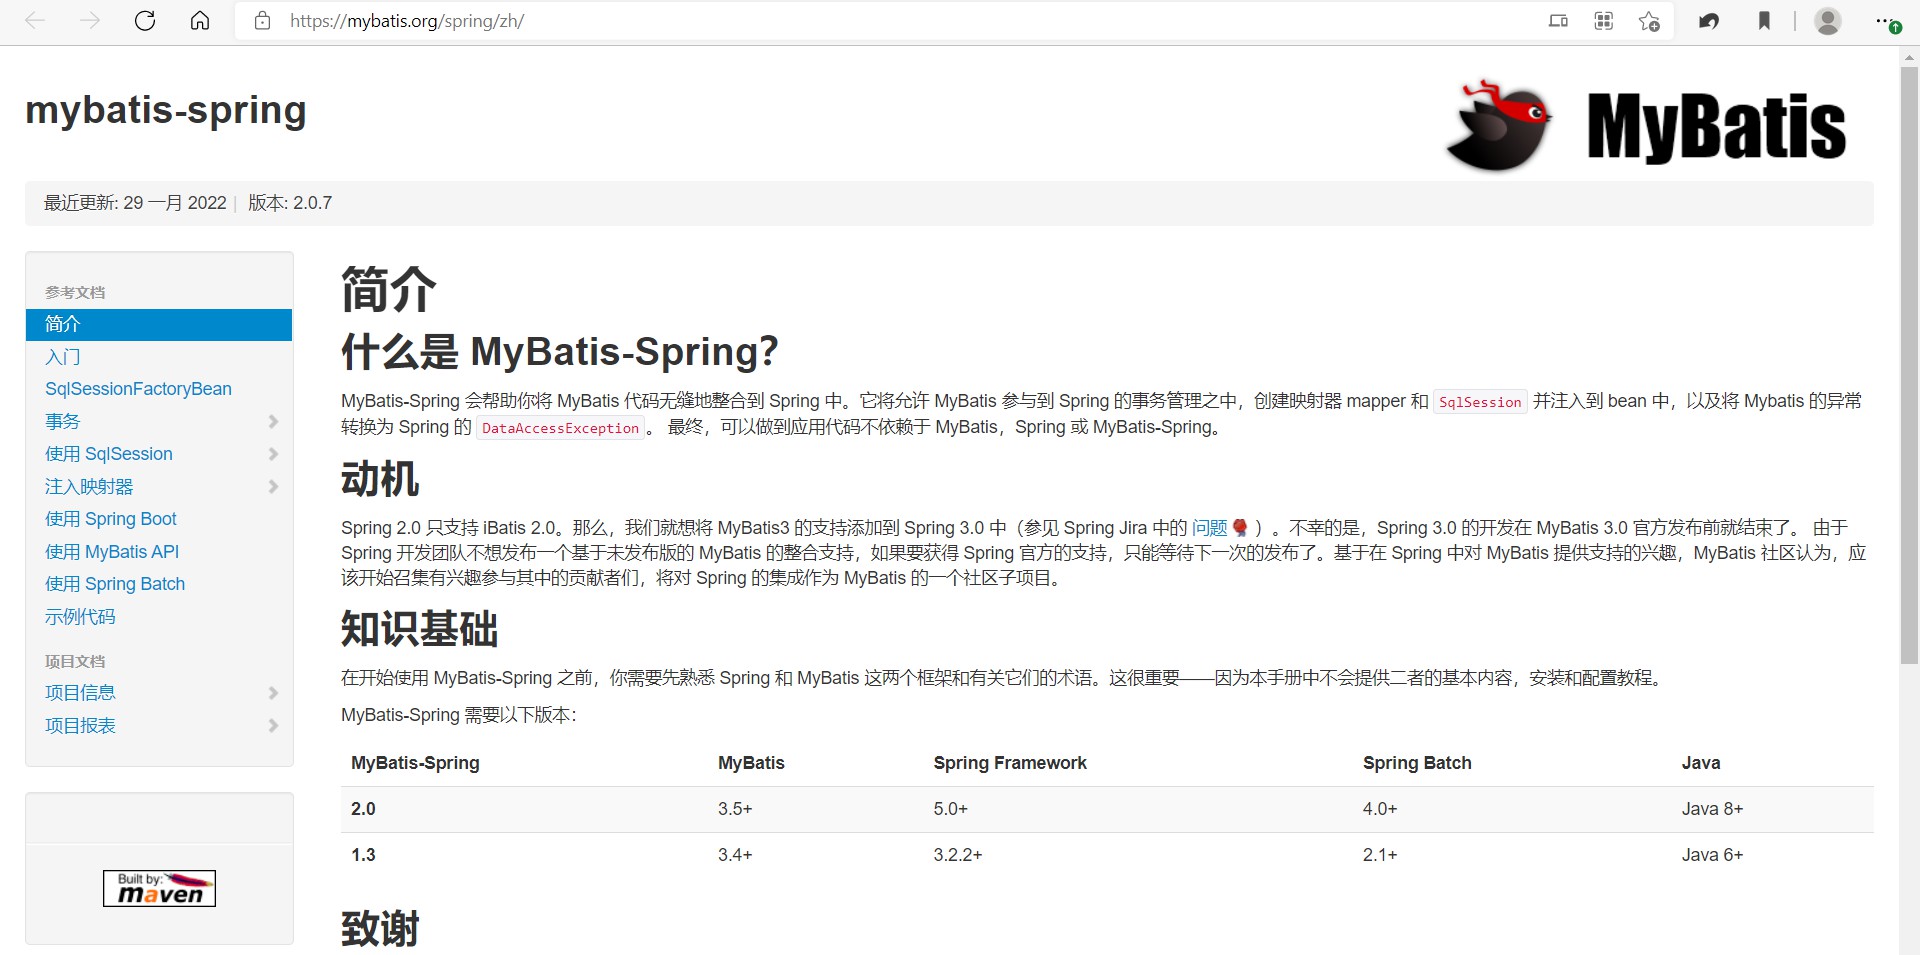 https://mybatis.org/spring/zh/
mybatis-spring
MyBatis
最近更新: 29 一月 2022 | 版本: 2.0.7
参考文档
简介
入门
SqlSessionFactoryBean
事务
使用 SqlSession
注入映射器
使用 Spring Boot
使用 MyBatis API
使用 Spring Batch
示例代码
项目文档
项目信息
项目报表
Built by:
maven
简介
什么是 MyBatis-Spring？
MyBatis-Spring 会帮助你将 MyBatis 代码无缝地整合到 Spring 中。它将允许 MyBatis 参与到 Spring 的事务管理之中，创建映射器 mapper 和 SqlSession 并注入到 bean 中，以及将 Mybatis 的异常
转换为 Spring 的 DataAccessException 。 最终，可以做到应用代码不依赖于 MyBatis，Spring 或 MyBatis-Spring。
动机
Spring 2.0 只支持 iBatis 2.0。那么，我们就想将 MyBatis3 的支持添加到 Spring 3.0 中（参见 Spring Jira 中的 问题 ）。不幸的是，Spring 3.0 的开发在 MyBatis 3.0 官方发布前就结束了。 由于
Spring 开发团队不想发布一个基于未发布版的 MyBatis 的整合支持，如果要获得 Spring 官方的支持，只能等待下一次的发布了。基于在 Spring 中对 MyBatis 提供支持的兴趣，MyBatis 社区认为，应
该开始召集有兴趣参与其中的贡献者们，将对 Spring 的集成作为 MyBatis 的一个社区子项目。
知识基础
在开始使用 MyBatis-Spring 之前，你需要先熟悉 Spring 和 MyBatis 这两个框架和有关它们的术语。这很重要——因为本手册中不会提供二者的基本内容，安装和配置教程。
MyBatis-Spring 需要以下版本：
MyBatis-Spring MyBatis Spring Framework Spring Batch Java
2.0 3.5+ 5.0+ 4.0+ Java 8+
1.3 3.4+ 3.2.2+ 2.1+ Java 6+
致谢